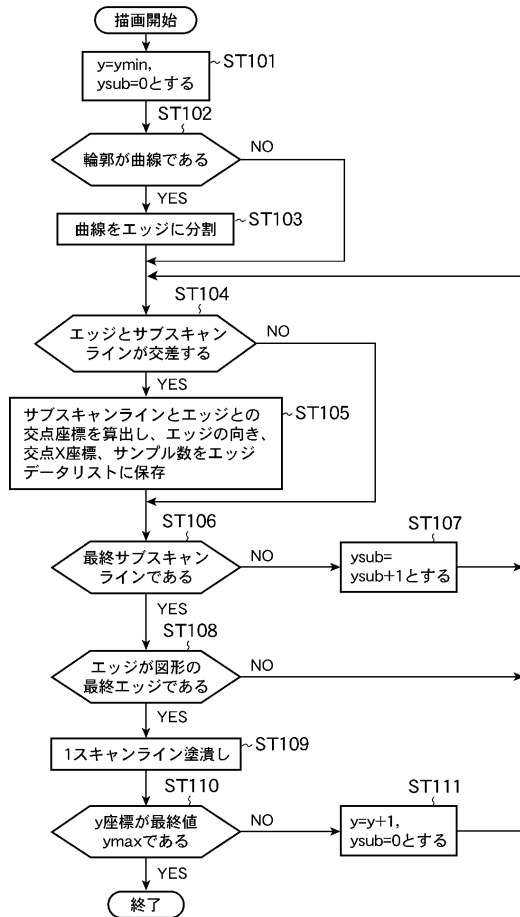 描画開始
y=ymin,
ysub=0とする
ST101
ST102
輪郭が曲線である
NO
YES
曲線をエッジに分割
ST103
ST104
エッジとサブスキャン
ラインが交差する
NO
YES
サブスキャンラインとエッジとの
交点座標を算出し、エッジの向き、
交点X座標、サンプル数をエッジ
データリストに保存
ST105
ST106
最終サブスキャン
ラインである
NO
YES
ST107
ysub=
ysub+1とする
ST108
エッジが図形の
最終エッジである
NO
YES
1スキャンライン塗潰し
ST109
ST110
y座標が最終値
ymaxである
NO
YES
ST111
y=y+1,
ysub=0とする
終了